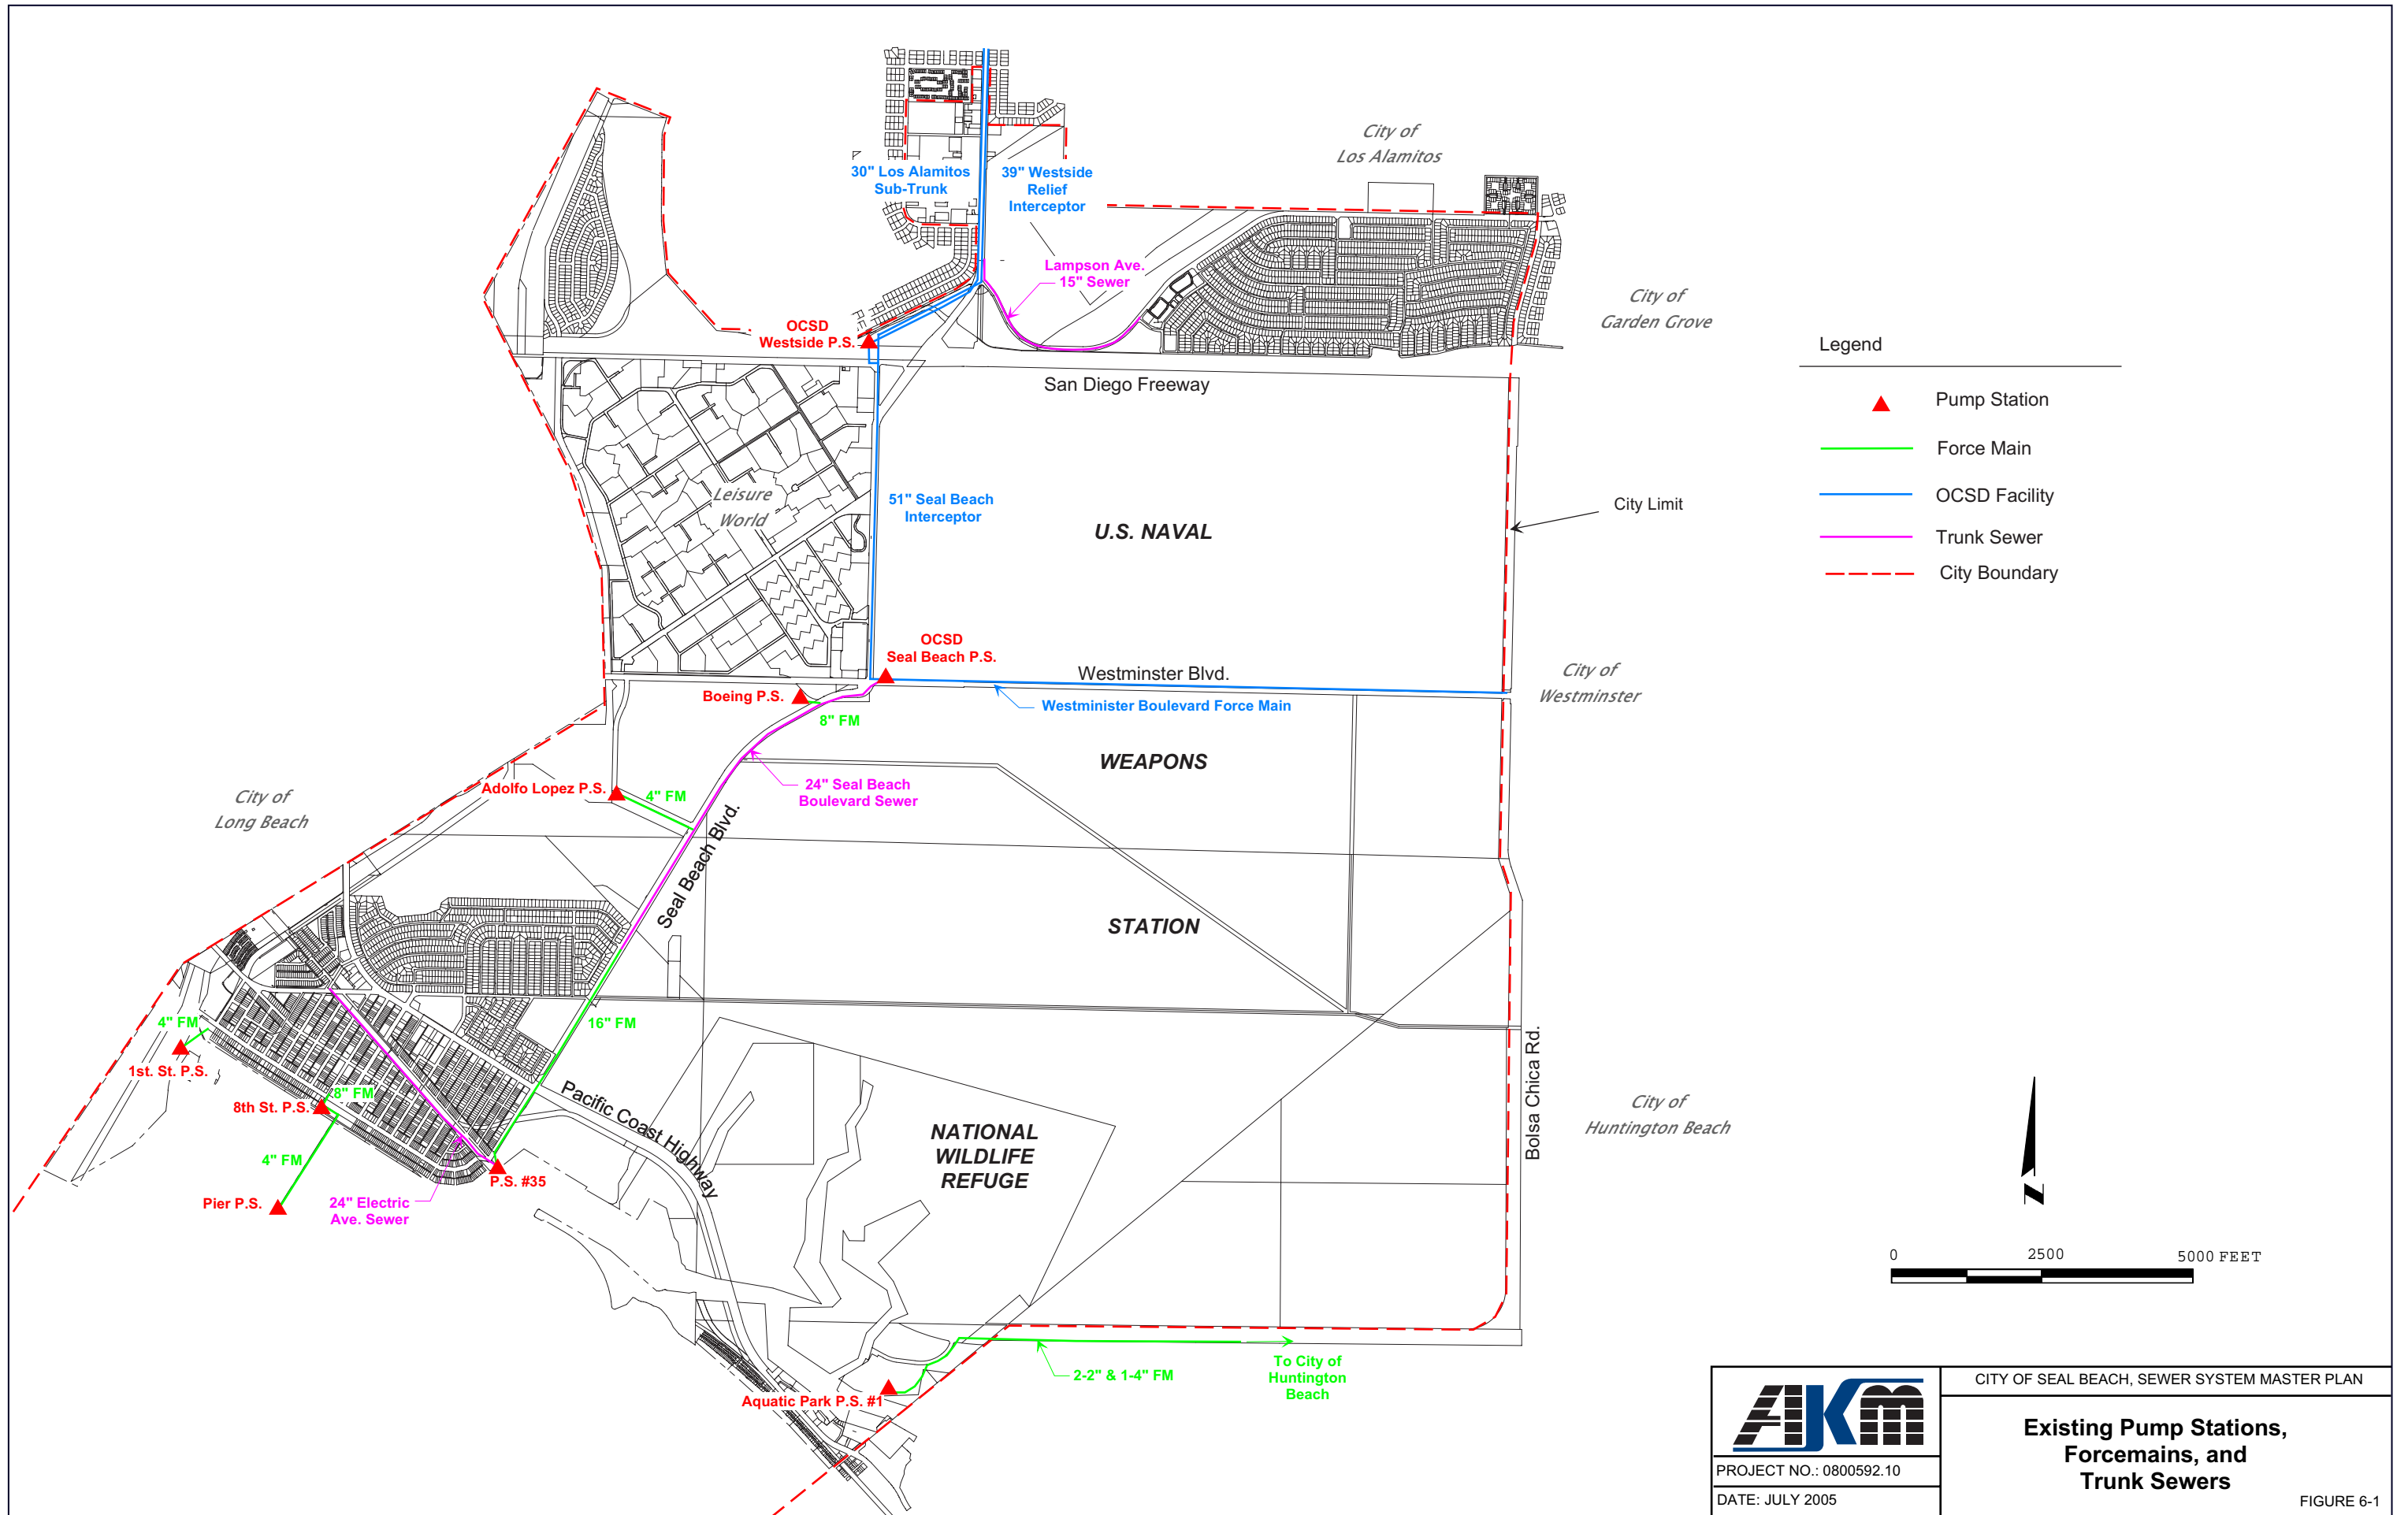 City of
Los Alamitos
30" Los Alamitos
Sub-Trunk
39" Westside
Relief
Interceptor
Lampson Ave.
15" Sewer
City of
Garden Grove
OCSD
Westside P.S.
San Diego Freeway
Legend
Pump Station
Force Main
OCSD Facility
Trunk Sewer
City Boundary
Leisure
World
51" Seal Beach
Interceptor
U.S. NAVAL
City Limit
OCSD
Seal Beach P.S.
Westminster Blvd.
City of
Westminster
Boeing P.S.
8" FM
Westminister Boulevard Force Main
WEAPONS
24" Seal Beach
Boulevard Sewer
Adolfo Lopez P.S.
4" FM
City of
Long Beach
Seal Beach Blvd.
STATION
16" FM
4" FM
1st. St. P.S.
8" FM
8th St. P.S.
4" FM
Pier P.S.
24" Electric
Ave. Sewer
P.S. #35
Pacific Coast Highway
NATIONAL
WILDLIFE
REFUGE
Bolsa Chica Rd.
City of
Huntington Beach
N
0 2500 5000 FEET
2-2" & 1-4" FM
To City of
Huntington
Beach
Aquatic Park P.S. #1
AKM
CITY OF SEAL BEACH, SEWER SYSTEM MASTER PLAN
Existing Pump Stations,
Forcemains, and
Trunk Sewers
PROJECT NO.: 0800592.10
DATE: JULY 2005
FIGURE 6-1